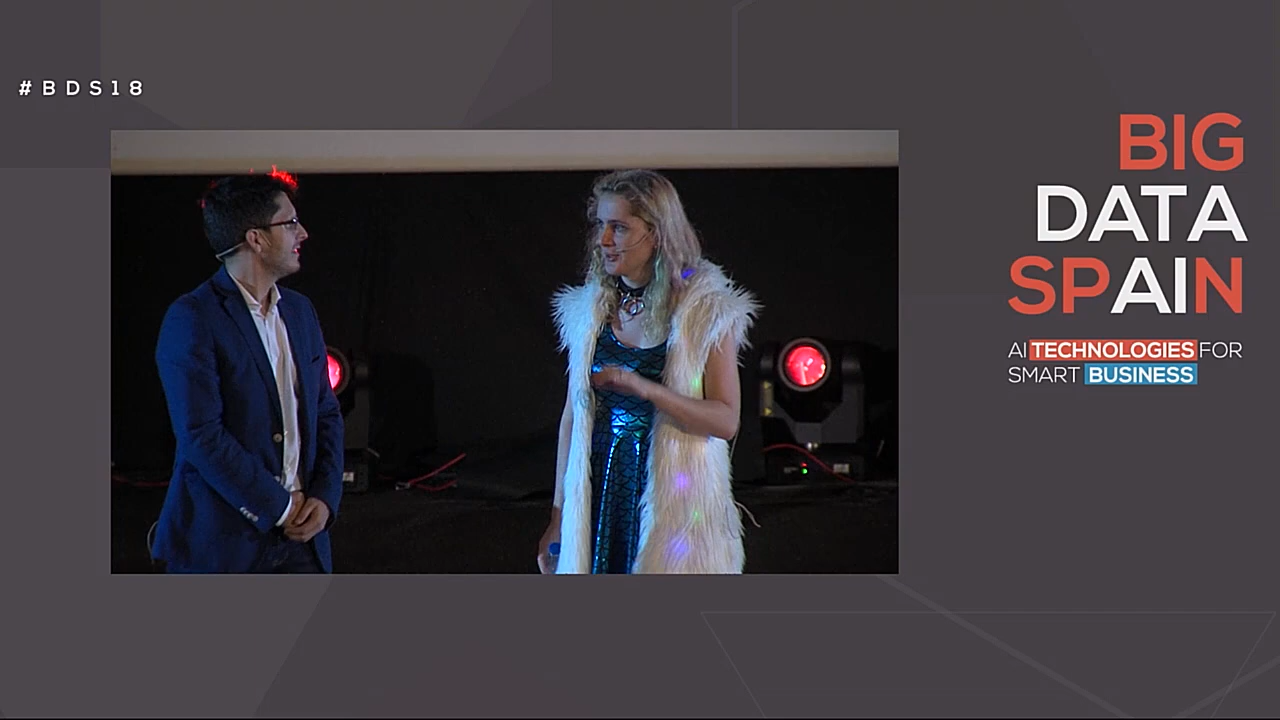 #BDS18
BIG
DATA
SPAIN
AI TECHNOLOGIES FOR
SMART BUSINESS